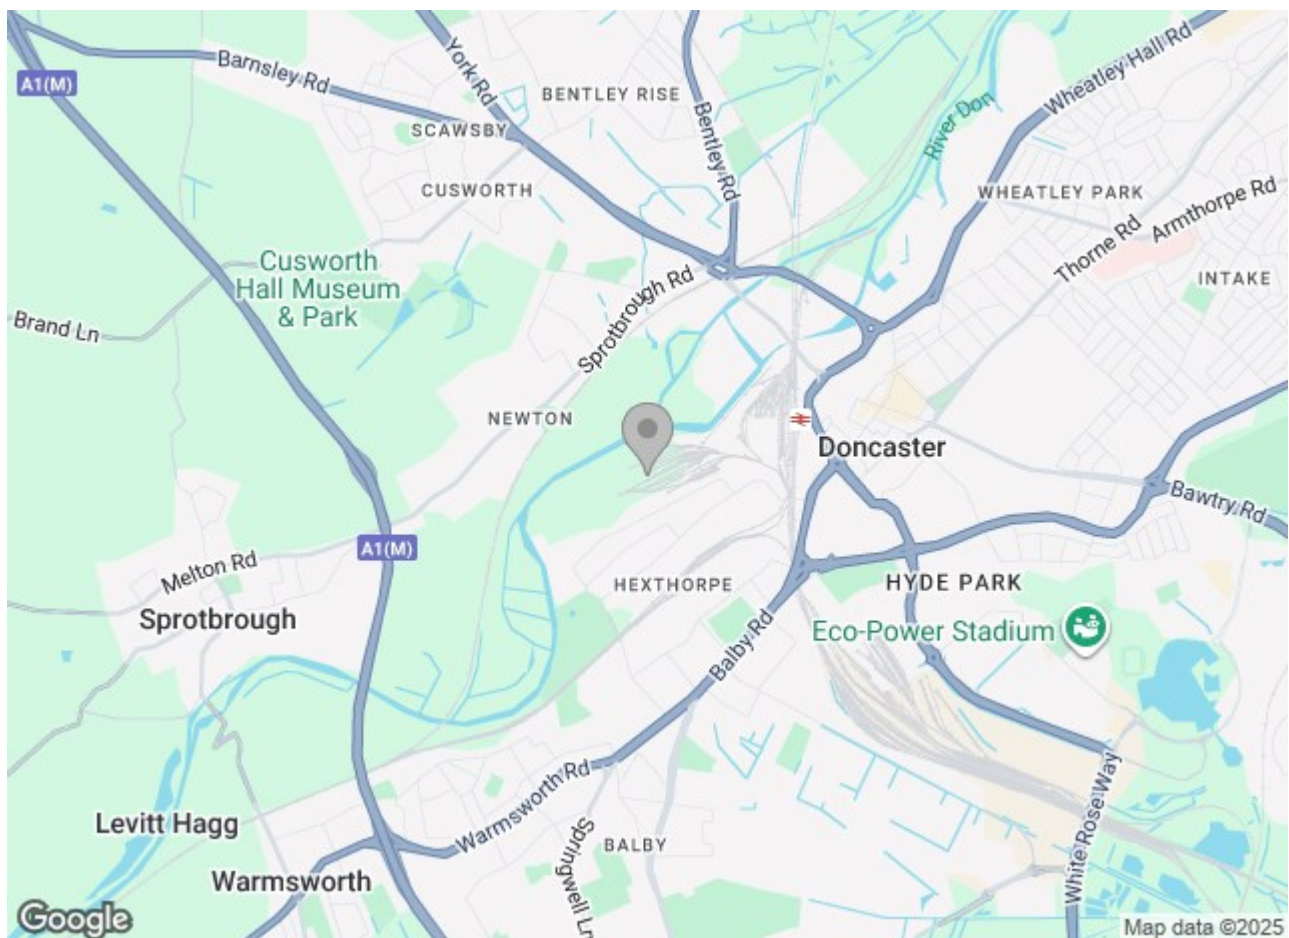 A1(M)
Barnsley Rd
York Rd
BENTLEY RISE
SCAWSBY
Bentley Rd
River Don
Wheatley Hall Rd
CUSWORTH
WHEATLEY PARK
Armthorpe Rd
Thorne Rd
INTAKE
Cusworth
Hall Museum
& Park
Brand Ln
Sprotbrough Rd
NEWTON
Doncaster
Bawtry Rd
A1(M)
Melton Rd
HEXTHORPE
HYDE PARK
Sprotbrough
Eco-Power Stadium
Balby Rd
Warmsworth Rd
White Rose Way
Levitt Hagg
Springwell Ln
BALBY
Warmsworth
Google
Map data ©2025